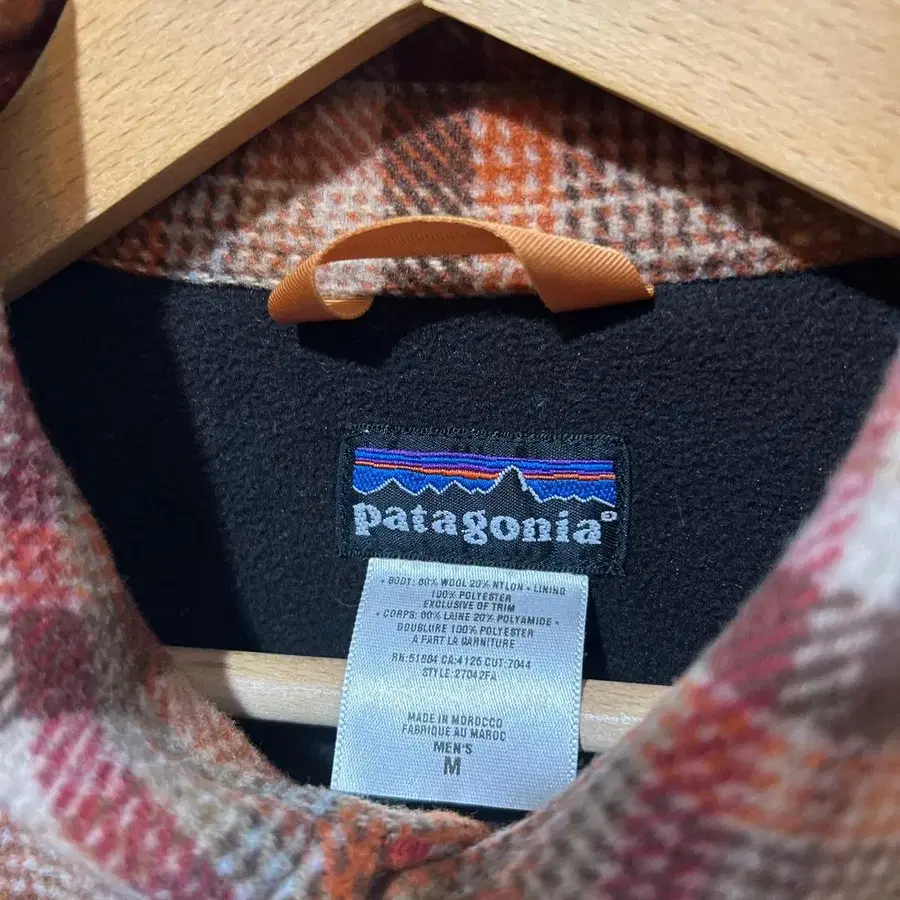 patagonia®
• BODY: 80% WOOL 20% NYLON • LINING
100% POLYESTER
EXCLUSIVE OF TRIM
• CORPS: 80% LAINE 20% POLYAMIDE •
DOUBLURE 100% POLYESTER
A PART LA GARNITURE
RN:51884 CA:4125 CUT:7044
STYLE:27042FA
MADE IN MOROCCO
FABRIQUE AU MAROC
MEN'S
M